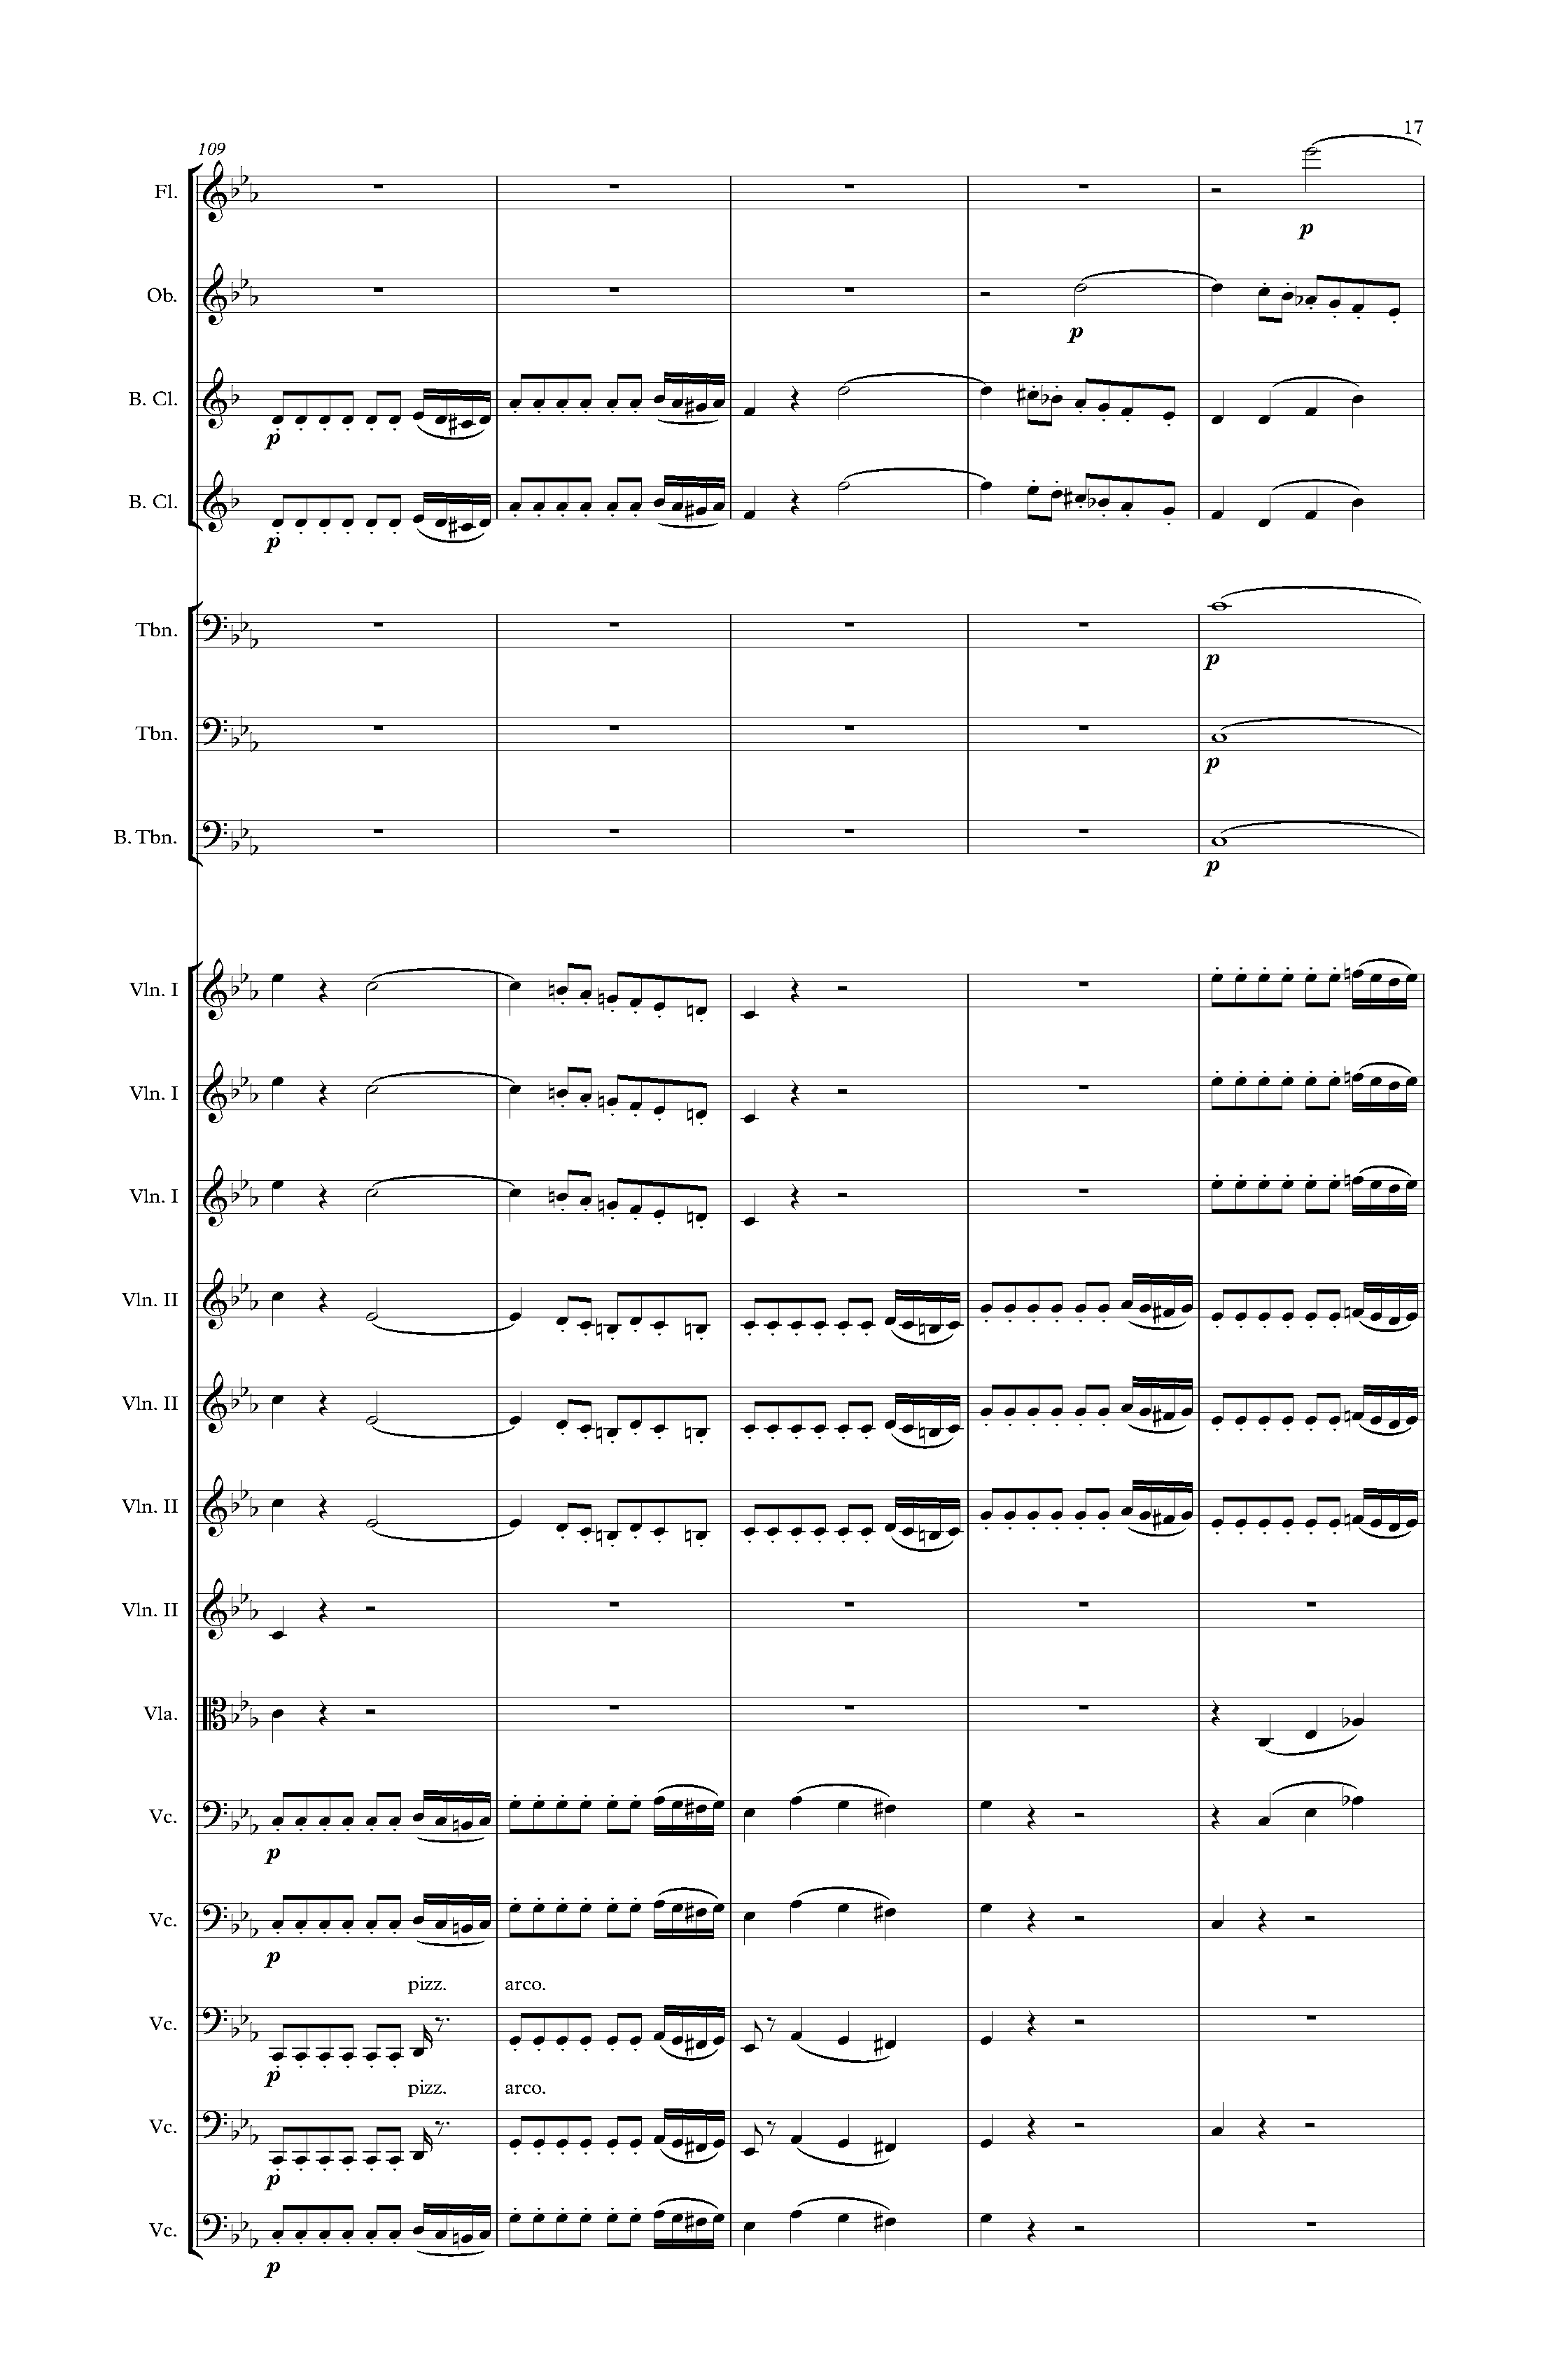 17
109
Fl.
p
Ob.
p
B. Cl.
p
B. Cl.
p
Tbn.
p
Tbn.
p
B. Tbn.
p
Vln. I
Vln. I
Vln. I
Vln. II
Vln. II
Vln. II
Vln. II
Vla.
Vc.
p
Vc.
p
pizz. arco.
Vc.
p
pizz. arco.
Vc.
p
Vc.
p